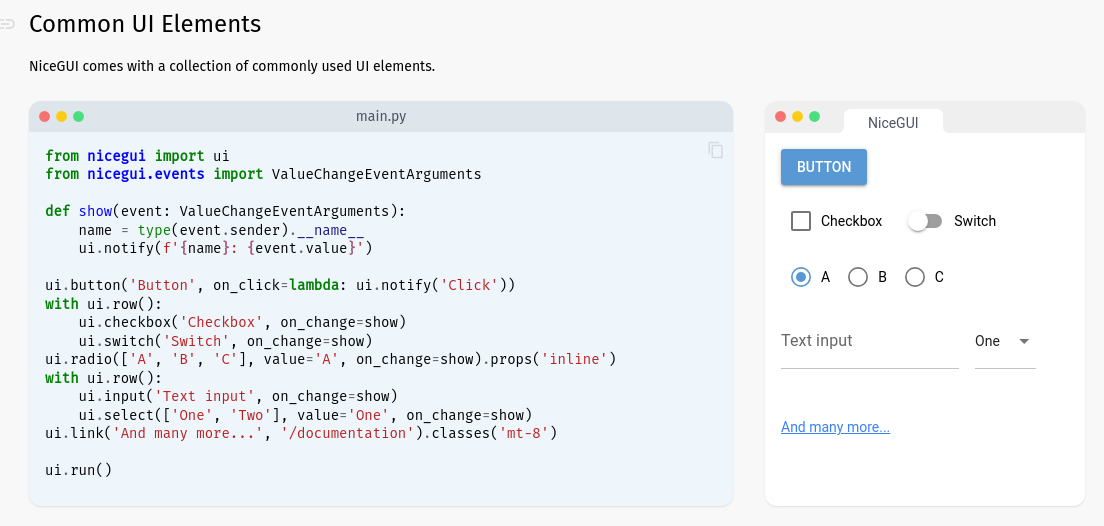 Common UI Elements
NiceGUI comes with a collection of commonly used UI elements.
main.py
from nicegui import ui
from nicegui.events import ValueChangeEventArguments

def show(event: ValueChangeEventArguments):
    name = type(event.sender).__name__
    ui.notify(f'{name}: {event.value}')

ui.button('Button', on_click=lambda: ui.notify('Click'))
with ui.row():
    ui.checkbox('Checkbox', on_change=show)
    ui.switch('Switch', on_change=show)
ui.radio(['A', 'B', 'C'], value='A', on_change=show).props('inline')
with ui.row():
    ui.input('Text input', on_change=show)
    ui.select(['One', 'Two'], value='One', on_change=show)
ui.link('And many more...', '/documentation').classes('mt-8')

ui.run()
NiceGUI
BUTTON
Checkbox Switch
A B C
Text input One
And many more...